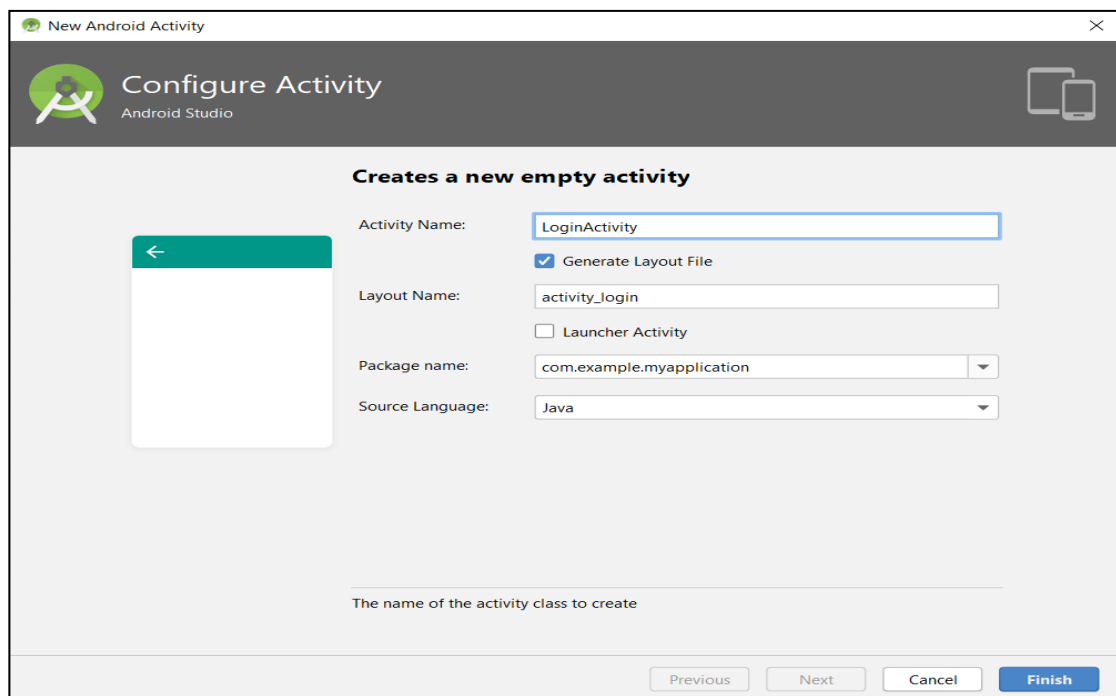 New Android Activity
Configure Activity
Android Studio
Creates a new empty activity
Activity Name:
LoginActivity
Generate Layout File
Layout Name:
activity_login
Launcher Activity
Package name:
com.example.myapplication
Source Language:
Java
The name of the activity class to create
Previous
Next
Cancel
Finish